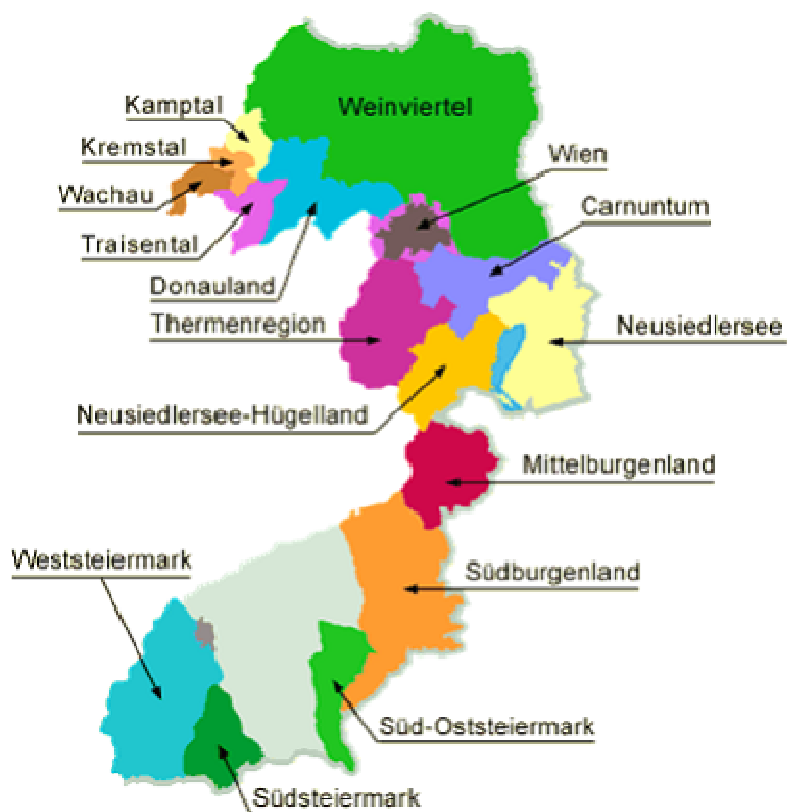 Kamptal
Weinviertel
Kremstal
Wien
Wachau
Carnuntum
Traisental
Donauland
Thermenregion
Neusiedlersee
Neusiedlersee-Hügelland
Mittelburgenland
Weststeiermark
Südburgenland
Süd-Oststeiermark
Südsteiermark